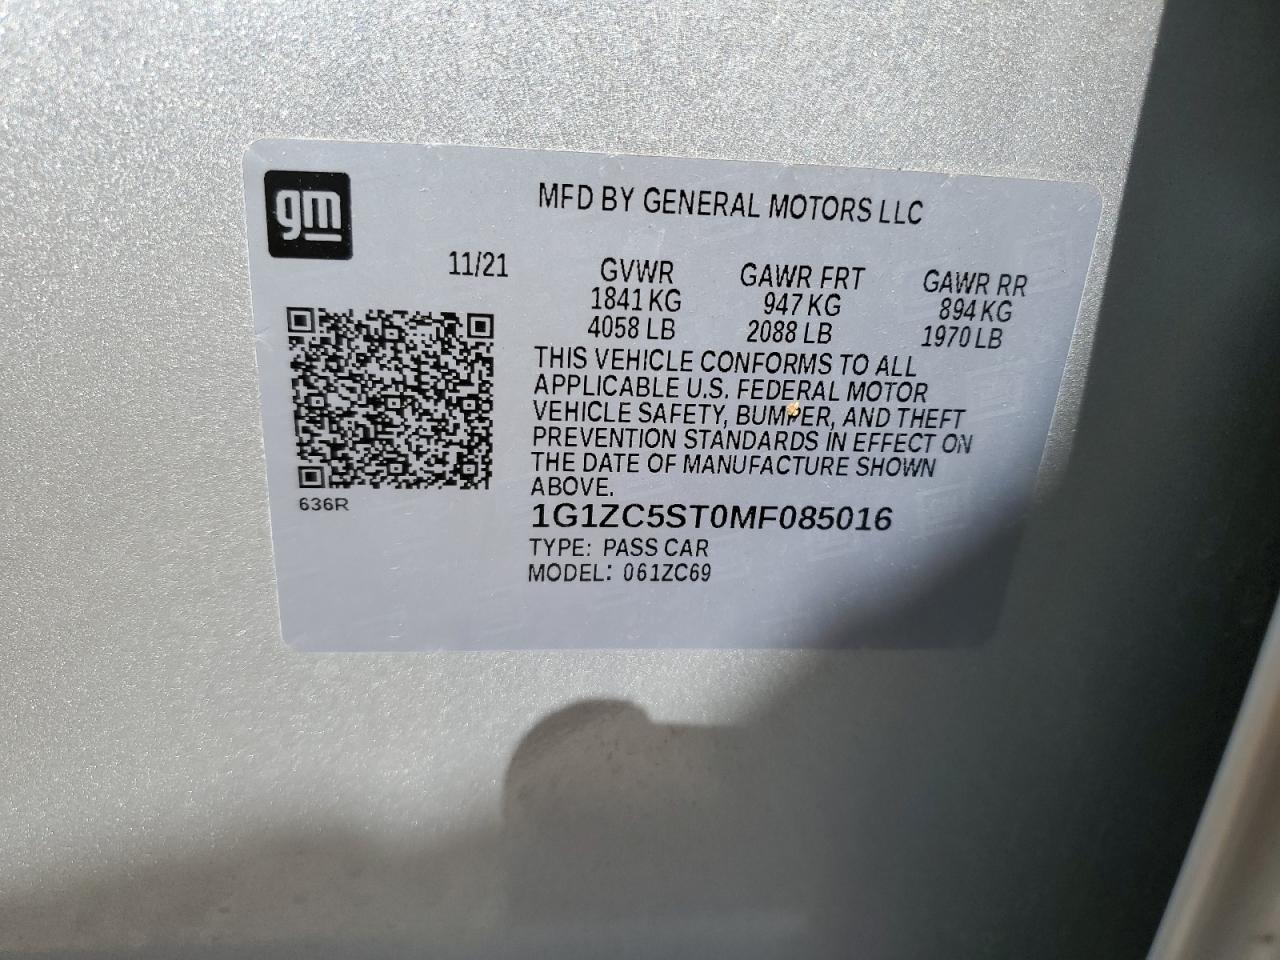 gm
MFD BY GENERAL MOTORS LLC
11/21 GVWR GAWR FRT GAWR RR
1841 KG 947 KG 894 KG
4058 LB 2088 LB 1970 LB
THIS VEHICLE CONFORMS TO ALL
APPLICABLE U.S. FEDERAL MOTOR
VEHICLE SAFETY, BUMPER, AND THEFT
PREVENTION STANDARDS IN EFFECT ON
THE DATE OF MANUFACTURE SHOWN
ABOVE.
636R
1G1ZC5ST0MF085016
TYPE: PASS CAR
MODEL: 061ZC69